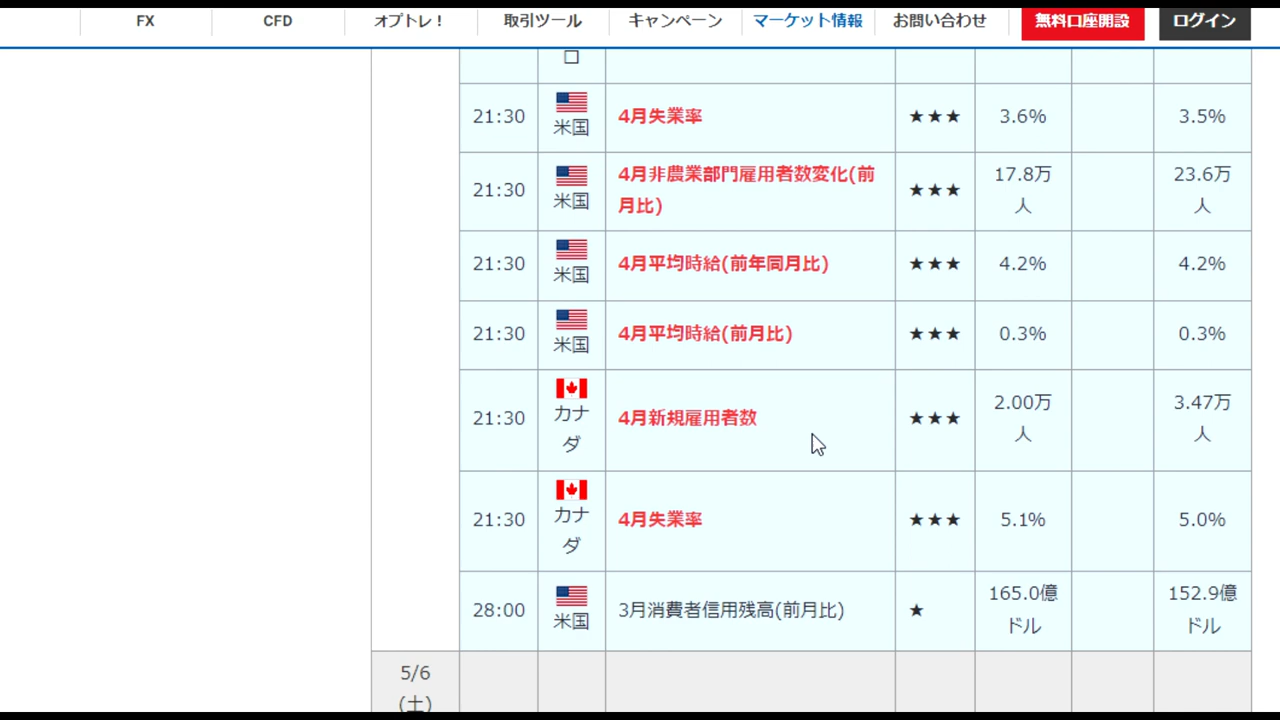 FX
CFD
オプトレ！
取引ツール
キャンペーン
マーケット情報
お問い合わせ
無料口座開設
ログイン
21:30
米国
4月失業率
★★★
3.6%
3.5%
21:30
米国
4月非農業部門雇用者数変化(前
月比)
★★★
17.8万
人
23.6万
人
21:30
米国
4月平均時給(前年同月比)
★★★
4.2%
4.2%
21:30
米国
4月平均時給(前月比)
★★★
0.3%
0.3%
21:30
カナ
ダ
4月新規雇用者数
★★★
2.00万
人
3.47万
人
21:30
カナ
ダ
4月失業率
★★★
5.1%
5.0%
28:00
米国
3月消費者信用残高(前月比)
★
165.0億
ドル
152.9億
ドル
5/6
(土)